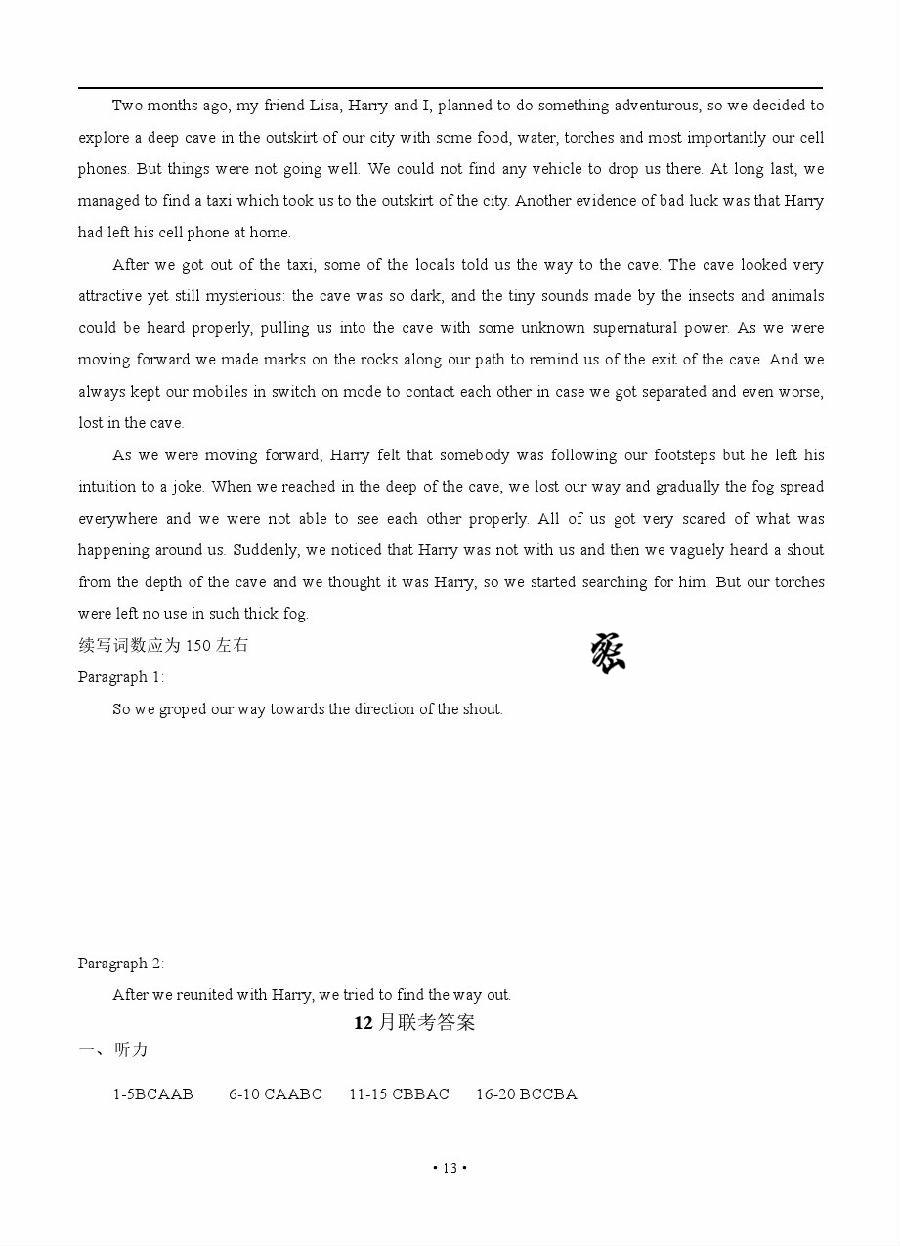 Two months ago, my friend Lisa, Harry and I, planned to do something adventurous, so we decided to
explore a deep cave in the outskirt of our city with some food, water, torches and most importantly our cell
phones. But things were not going well. We could not find any vehicle to drop us there. At long last, we
managed to find a taxi which took us to the outskirt of the city. Another evidence of bad luck was that Harry
had left his cell phone at home.
After we got out of the taxi, some of the locals told us the way to the cave. The cave looked very
attractive yet still mysterious: the cave was so dark, and the tiny sounds made by the insects and animals
could be heard properly, pulling us into the cave with some unknown supernatural power. As we were
moving forward we made marks on the rocks along our path to remind us of the exit of the cave. And we
always kept our mobiles in switch on mode to contact each other in case we got separated and even worse,
lost in the cave.
As we were moving forward, Harry felt that somebody was following our footsteps but he left his
intuition to a joke. When we reached in the deep of the cave, we lost our way and gradually the fog spread
everywhere and we were not able to see each other properly. All of us got very scared of what was
happening around us. Suddenly, we noticed that Harry was not with us and then we vaguely heard a shout
from the depth of the cave and we thought it was Harry, so we started searching for him. But our torches
were left no use in such thick fog.
续写词数应为 150 左右
Paragraph 1:
So we groped our way towards the direction of the shout.
Paragraph 2:
After we reunited with Harry, we tried to find the way out.
12 月联考答案
一、听力
1-5BCAAB 6-10 CAABC 11-15 CBBAC 16-20 BCCBA
• 13 •